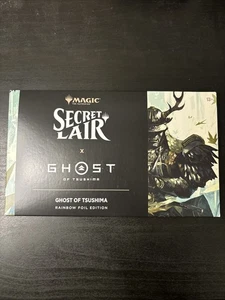 MAGIC
SECRET LAIR
X
GHOST
OF TSUSHIMA
GHOST OF TSUSHIMA
RAINBOW FOIL EDITION